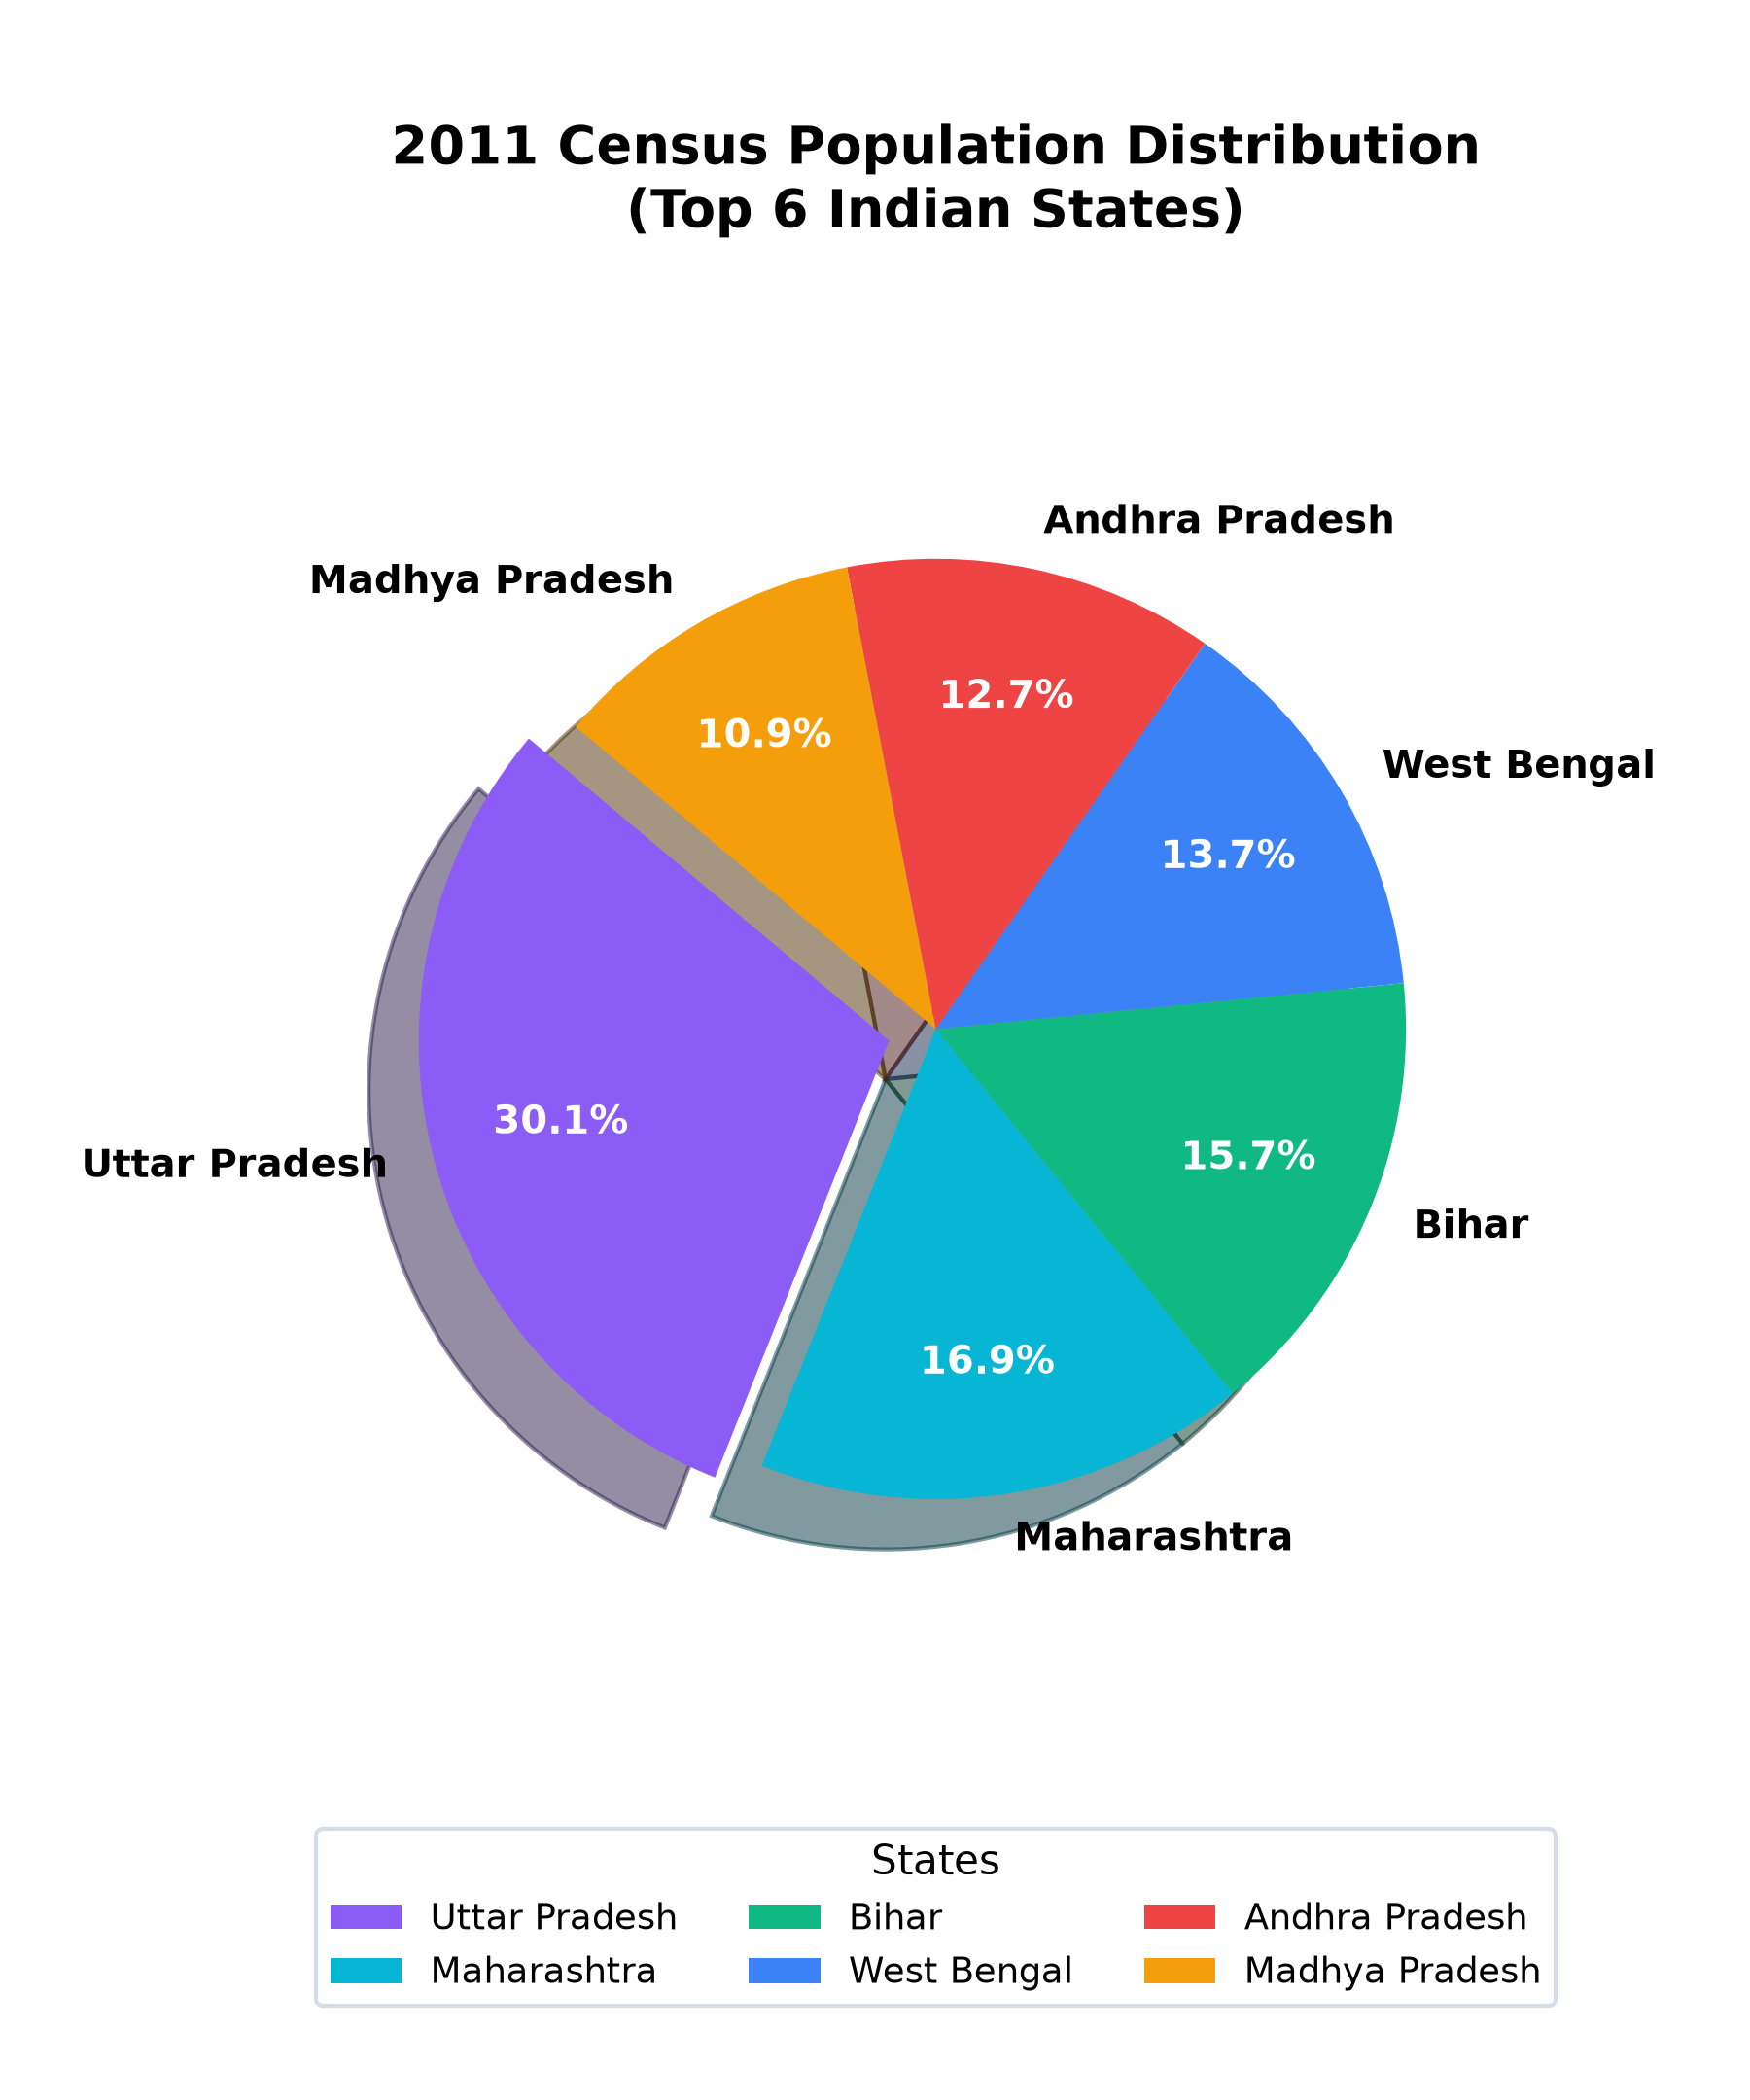 2011 Census Population Distribution
(Top 6 Indian States)
Andhra Pradesh
Madhya Pradesh
12.7%
10.9%
West Bengal
13.7%
30.1%
Uttar Pradesh
15.7%
Bihar
16.9%
Maharashtra
States
Uttar Pradesh
Bihar
Andhra Pradesh
Maharashtra
West Bengal
Madhya Pradesh